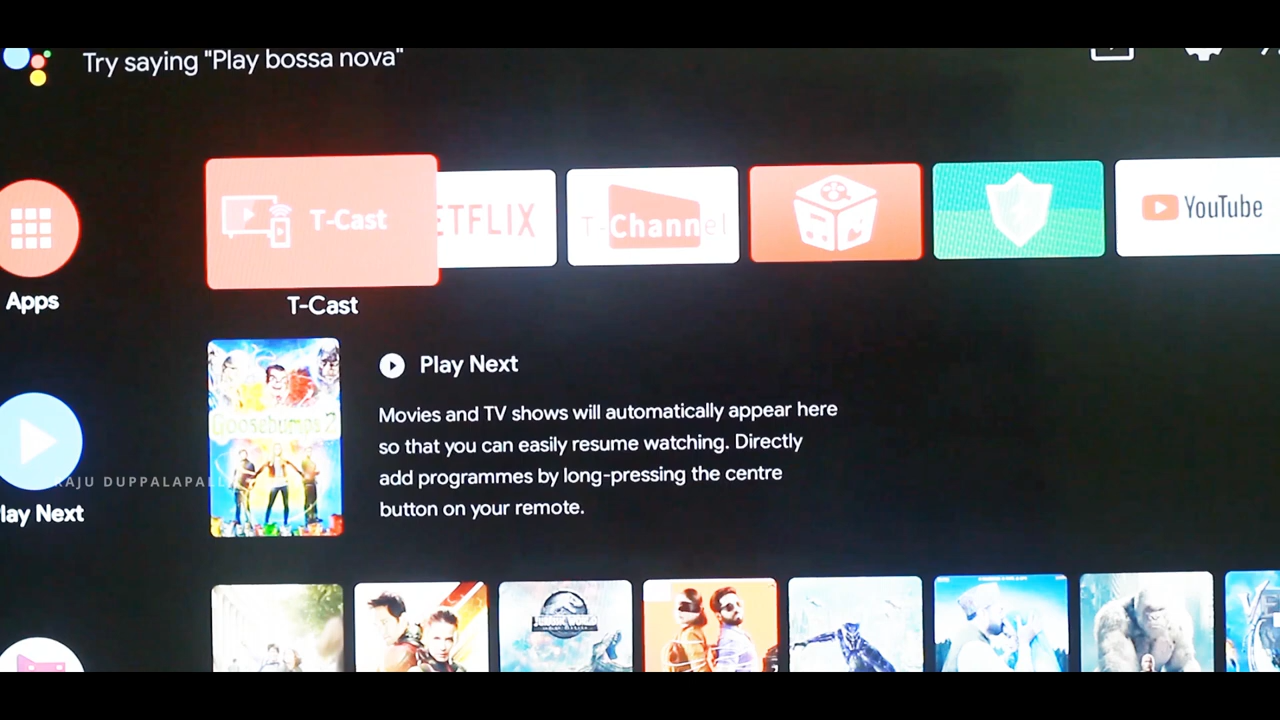 Try saying "Play bossa nova"
T-Cast
ETFLIX
T-Channel
YouTube
Apps
T-Cast
Goosebumps 2
Play Next
Movies and TV shows will automatically appear here
so that you can easily resume watching. Directly
add programmes by long-pressing the centre
button on your remote.
RAJU DUPPALAPALL
lay Next
JURASSIC WORLD